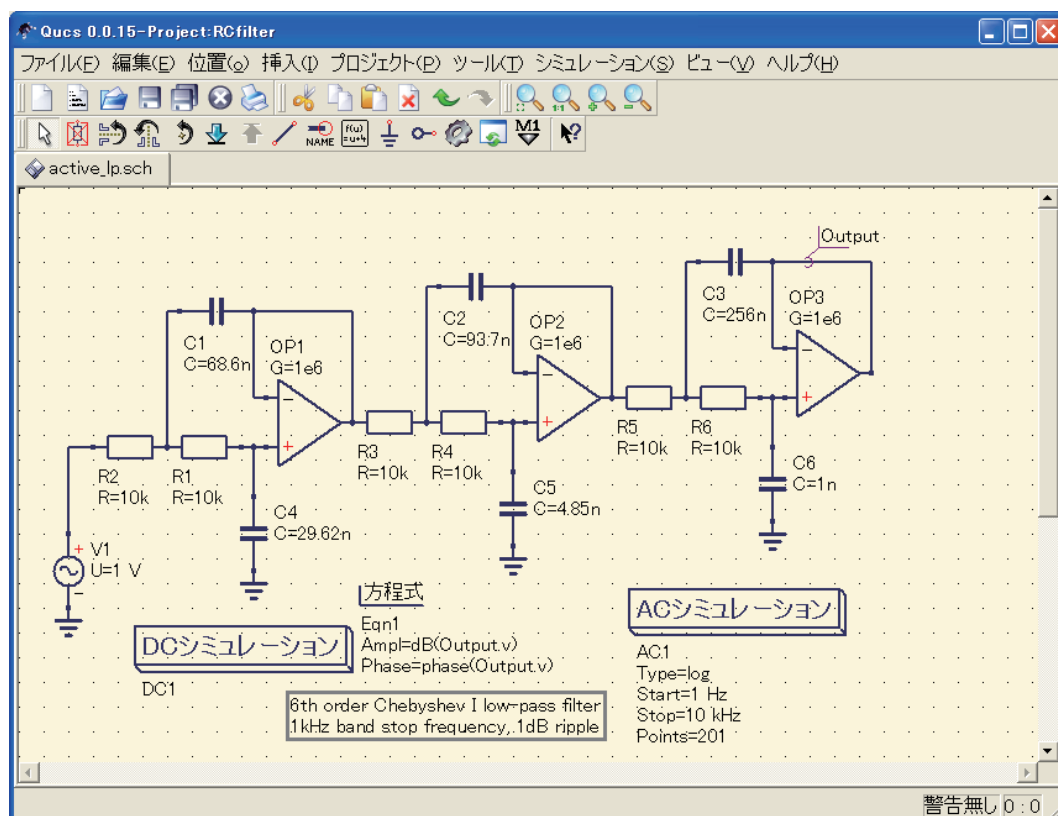 Qucs 0.0.15-Project:RCfilter
ファイル(F) 編集(E) 位置(o) 挿入(I) プロジェクト(P) ツール(T) シミュレーション(S) ビュー(V) ヘルプ(H)
1:1
NAME
f(u)
=u+4
M1
active_lp.sch
Output
C3
C=256n
OP3
G=1e6
C2
C=93.7n
OP2
G=1e6
C1
C=68.6n
OP1
G=1e6
R5
R=10k
R6
R=10k
R3
R=10k
R4
R=10k
R2
R=10k
R1
R=10k
C6
C=1n
C5
C=4.85n
C4
C=29.62n
V1
U=1 V
方程式
Eqn1
Ampl=dB(Output.v)
Phase=phase(Output.v)
DCシミュレーション
DC1
ACシミュレーション
AC1
Type=log
Start=1 Hz
Stop=10 kHz
Points=201
6th order Chebyshev I low-pass filter
1kHz band stop frequency, 1dB ripple
警告無し 0 : 0